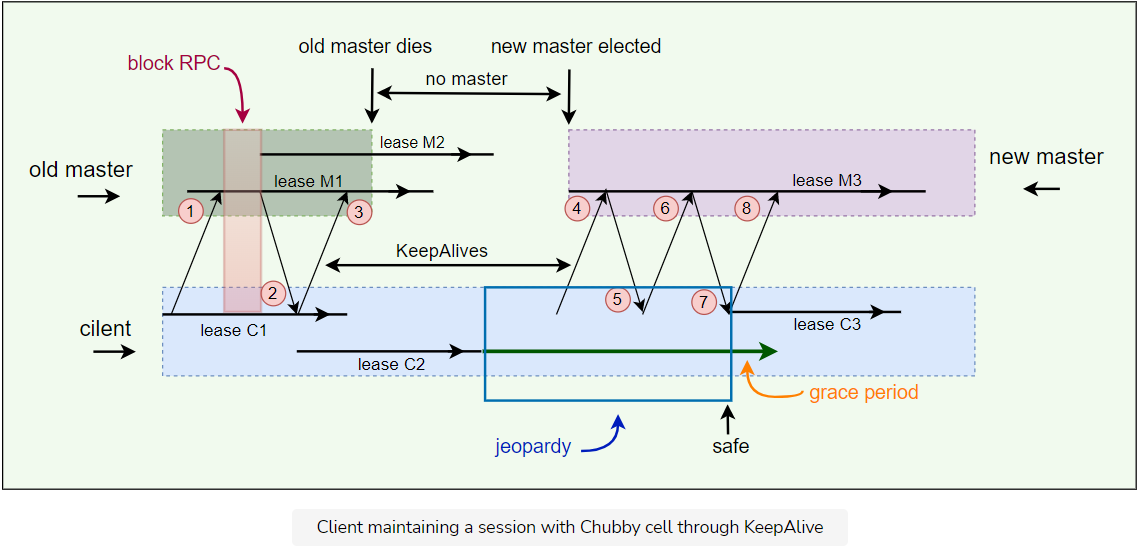 old master dies
new master elected
block RPC
no master
lease M2
old master
new master
lease M1
lease M3
1
3
4
6
8
KeepAlives
2
5
7
cilent
lease C1
lease C3
lease C2
grace period
jeopardy
safe
Client maintaining a session with Chubby cell through KeepAlive